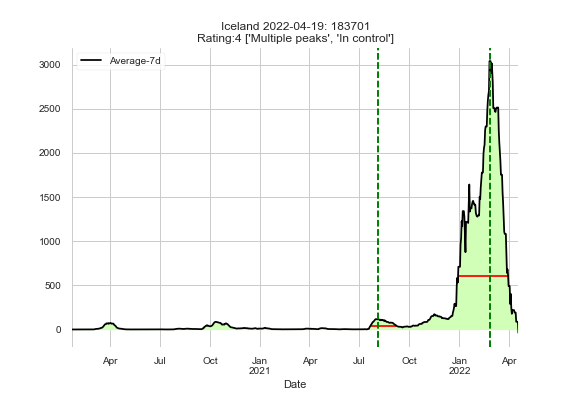 Iceland 2022-04-19: 183701
Rating:4 ['Multiple peaks', 'In control']
Average-7d
3000
2500
2000
1500
1000
500
0
Apr Jul Oct Jan Apr Jul Oct Jan Apr
2021 2022
Date